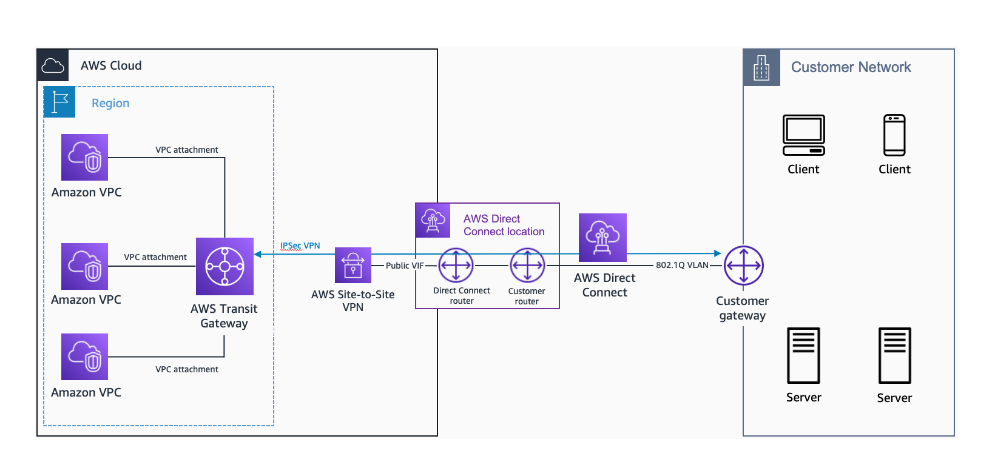 AWS Cloud
Customer Network
Region
VPC attachment
Amazon VPC
Client
Client
AWS Direct
Connect location
IPSec VPN
VPC attachment
Public VIF
802.1Q VLAN
Amazon VPC
AWS Site-to-Site
VPN
Direct Connect
router
Customer
router
AWS Direct
Connect
Customer
gateway
AWS Transit
Gateway
VPC attachment
Amazon VPC
Server
Server